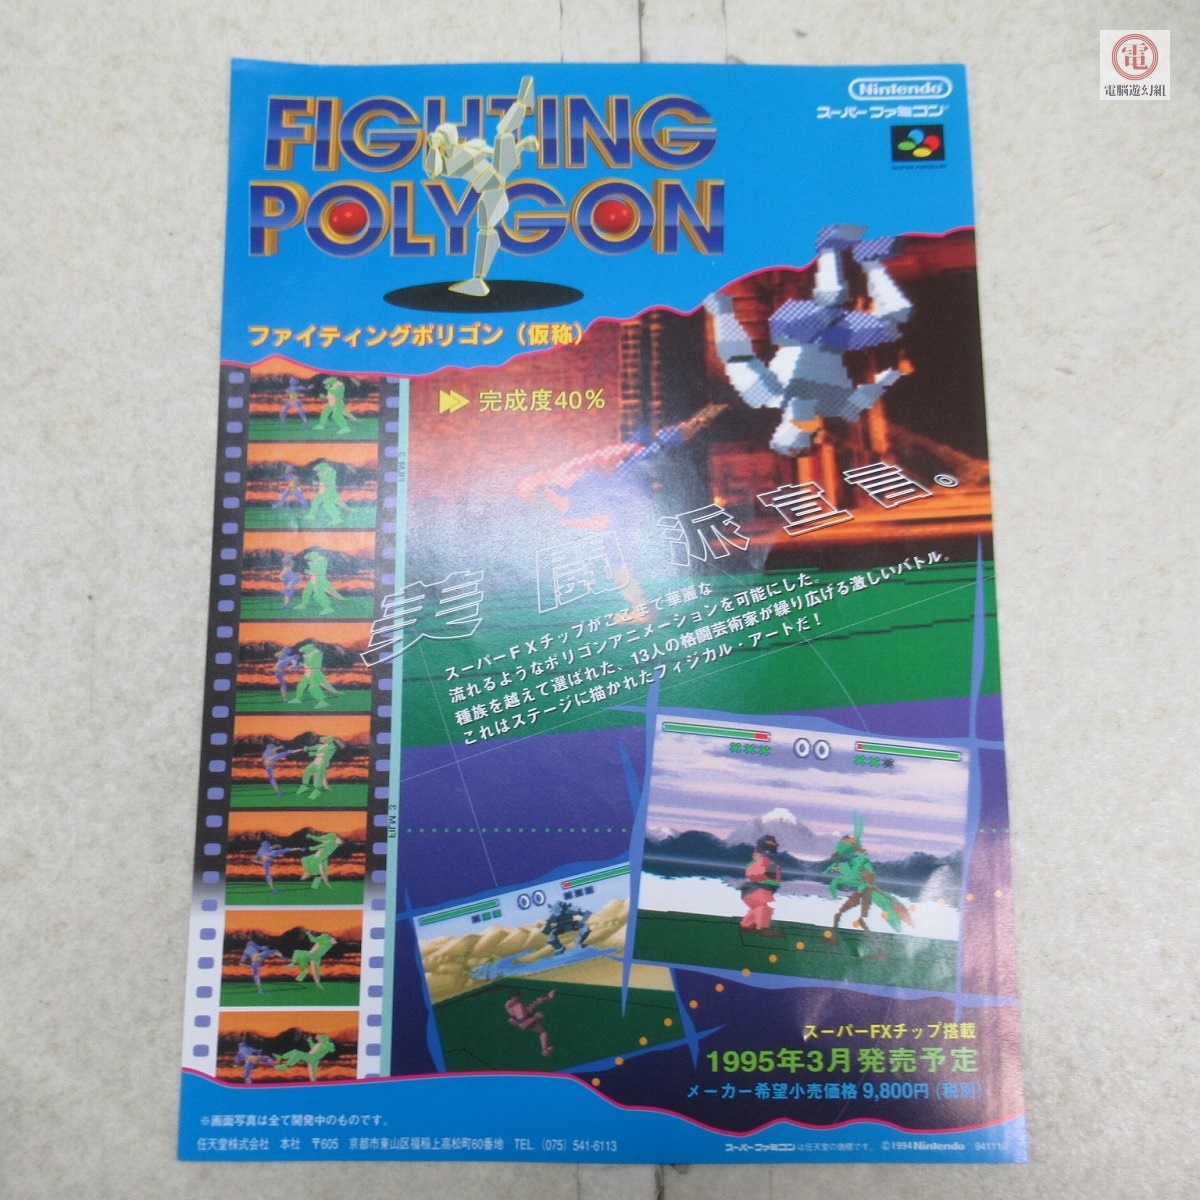 電
電脳遊幻組
Nintendo
スーパーファミコン
SUPER FAMICOM
FIGHTING
POLYGON
ファイティングポリゴン（仮称）
完成度40%
美闘派宣言。
スーパーFXチップがここまで華麗な
流れるようなポリゴンアニメーションを可能にした。
種族を越えて選ばれた、13人の格闘芸術家が繰り広げる激しいバトル。
これはステージに描かれたフィジカル・アートだ！
00
00
スーパーFXチップ搭載
1995年3月発売予定
メーカー希望小売価格 9,800円（税別）
※画面写真は全て開発中のものです。
任天堂株式会社 本社 〒605 京都市東山区福稲上高松町60番地 TEL.（075）541-6113
スーパーファミコンは任天堂の商標です。 ©1994 Nintendo